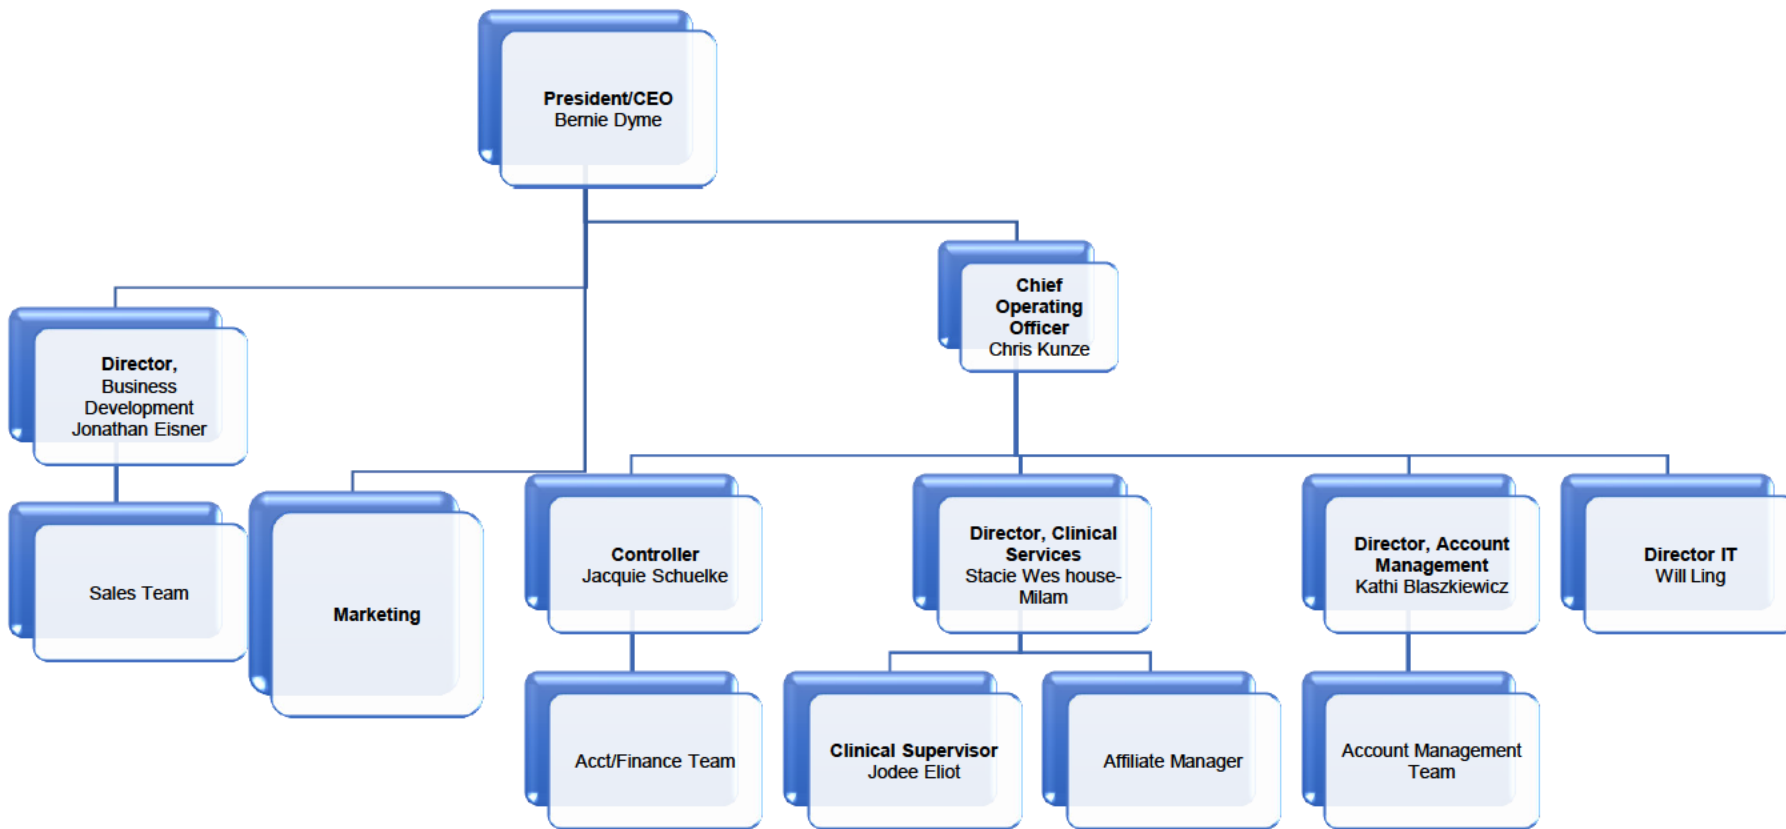 President/CEO
Bernie Dyme
Chief
Operating
Officer
Chris Kunze
Director,
Business
Development
Jonathan Eisner
Sales Team
Marketing
Controller
Jacquie Schuelke
Director, Clinical
Services
Stacie Wes house-
Milam
Director, Account
Management
Kathi Blaszkiewicz
Director IT
Will Ling
Acct/Finance Team
Clinical Supervisor
Jodee Eliot
Affiliate Manager
Account Management
Team